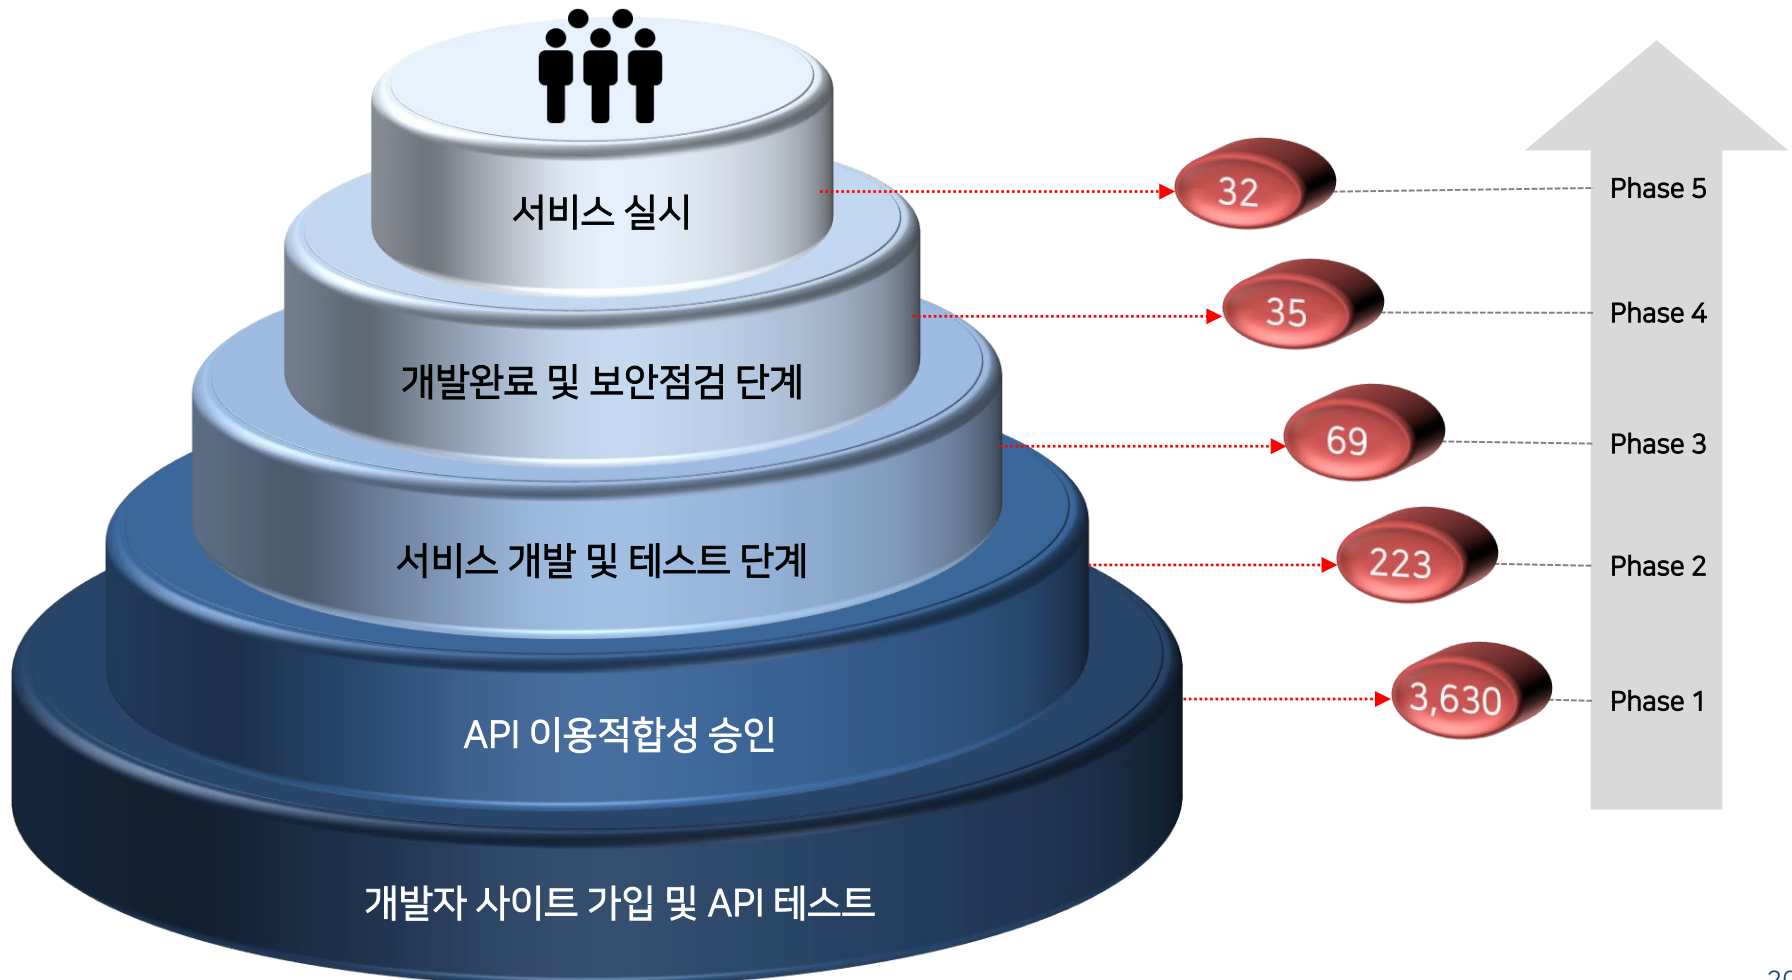 서비스 실시
32
Phase 5
개발완료 및 보안점검 단계
35
Phase 4
서비스 개발 및 테스트 단계
69
Phase 3
API 이용적합성 승인
223
Phase 2
개발자 사이트 가입 및 API 테스트
3,630
Phase 1